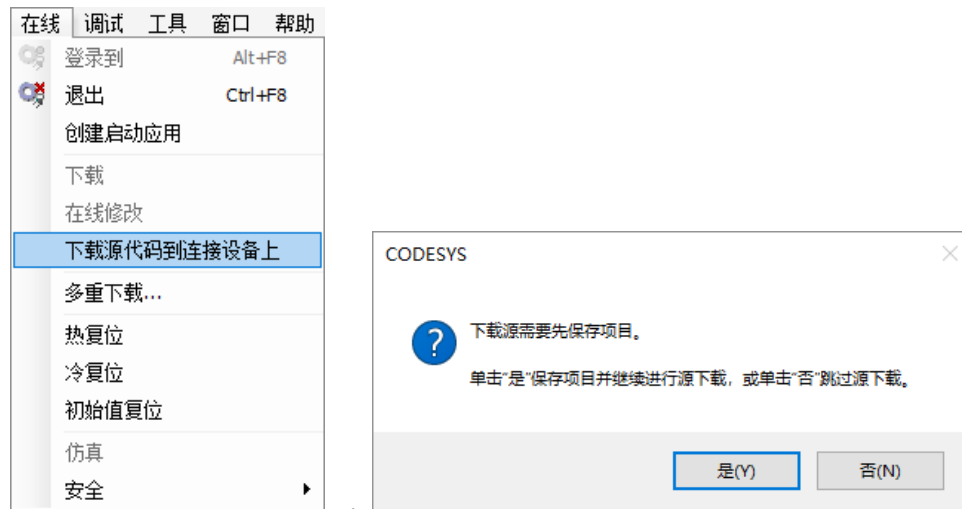 在线 调试 工具 窗口 帮助
登录到 Alt+F8
退出 Ctrl+F8
创建启动应用
下载
在线修改
下载源代码到连接设备上
多重下载...
热复位
冷复位
初始值复位
仿真
安全
CODESYS
下载源需要先保存项目。
单击“是”保存项目并继续进行源下载，或单击“否”跳过源下载。
是(Y) 否(N)